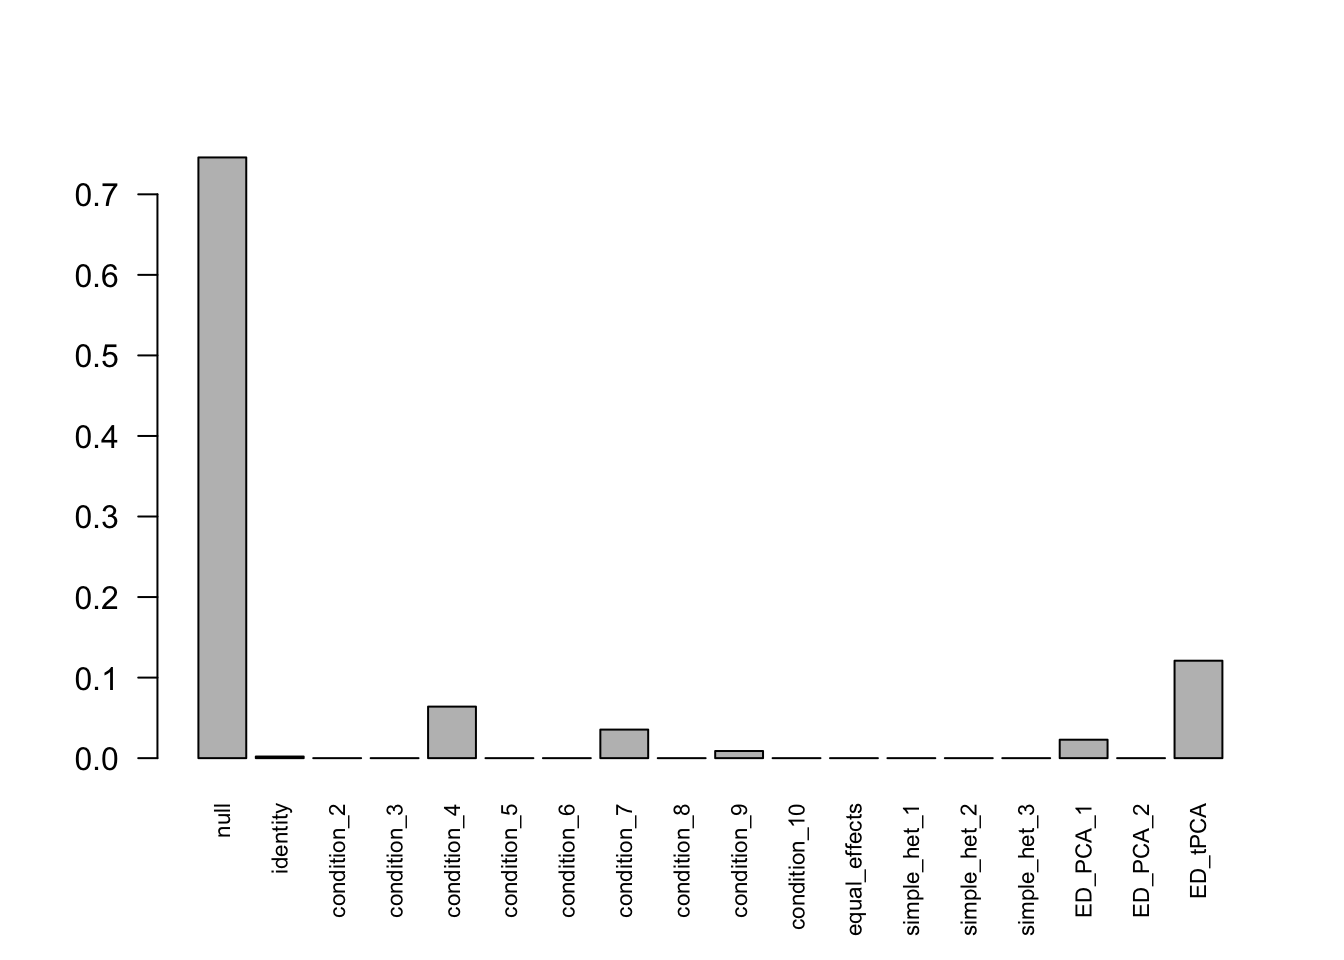 0.7
0.6
0.5
0.4
0.3
0.2
0.1
0.0
null
identity
condition_2
condition_3
condition_4
condition_5
condition_6
condition_7
condition_8
condition_9
condition_10
equal_effects
simple_het_1
simple_het_2
simple_het_3
ED_PCA_1
ED_PCA_2
ED_tPCA